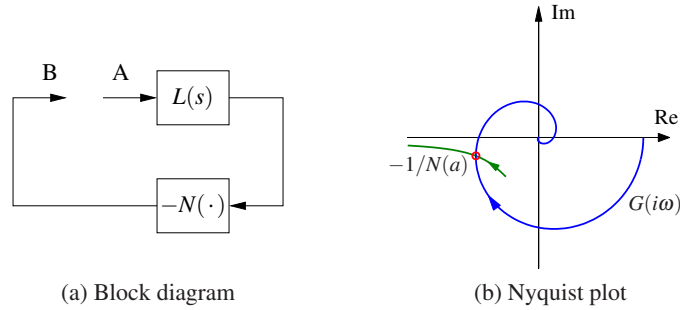 B
A
L(s)
−N(·)
(a) Block diagram
Im
Re
−1/N(a)
G(iω)
(b) Nyquist plot